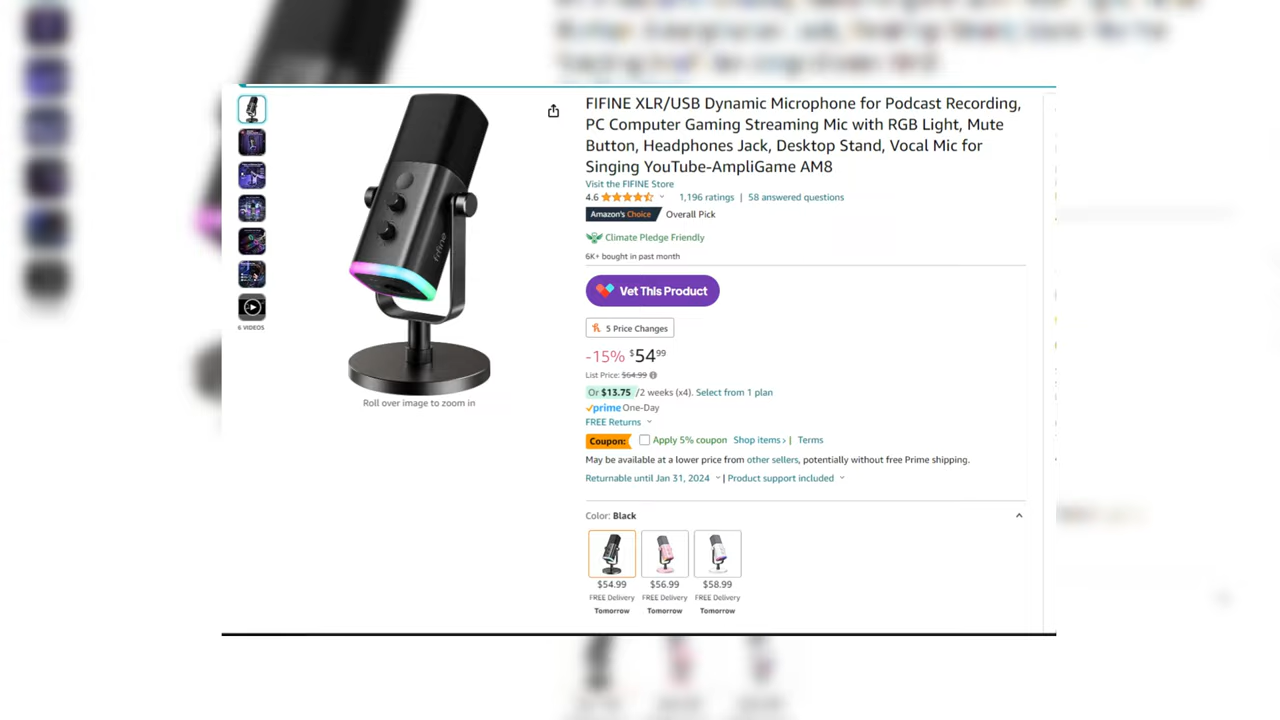 FIFINE XLR/USB Dynamic Microphone for Podcast Recording,
PC Computer Gaming Streaming Mic with RGB Light, Mute
Button, Headphones Jack, Desktop Stand, Vocal Mic for
Singing YouTube-AmpliGame AM8
Visit the FIFINE Store
4.6 1,196 ratings | 58 answered questions
Amazon's Choice Overall Pick
Climate Pledge Friendly
6K+ bought in past month
Vet This Product
5 Price Changes
-15% $54 99
List Price: $64.99
Or $13.75 /2 weeks (x4). Select from 1 plan
prime One-Day
FREE Returns
Coupon: Apply 5% coupon Shop items › | Terms
May be available at a lower price from other sellers, potentially without free Prime shipping.
Returnable until Jan 31, 2024 | Product support included
Color: Black
$54.99 $56.99 $58.99
FREE Delivery FREE Delivery FREE Delivery
Tomorrow Tomorrow Tomorrow
6 VIDEOS
fifine
Roll over image to zoom in